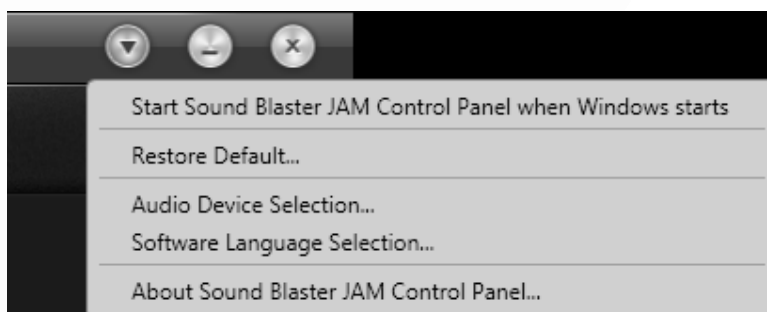 Start Sound Blaster JAM Control Panel when Windows starts
Restore Default...
Audio Device Selection...
Software Language Selection...
About Sound Blaster JAM Control Panel...